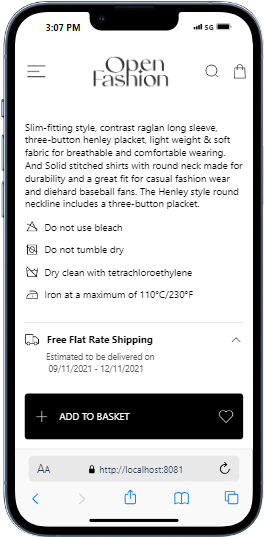 3:07 PM
5G
Open
Fashion
Slim-fitting style, contrast raglan long sleeve,
three-button henley placket, light weight & soft
fabric for breathable and comfortable wearing.
And Solid stitched shirts with round neck made for
durability and a great fit for casual fashion wear
and diehard baseball fans. The Henley style round
neckline includes a three-button placket.
Do not use bleach
Do not tumble dry
Dry clean with tetrachloroethylene
Iron at a maximum of 110°C/230°F
Free Flat Rate Shipping
Estimated to be delivered on
09/11/2021 - 12/11/2021
ADD TO BASKET
AA
http://localhost:8081